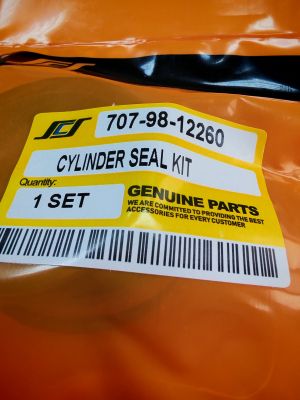 SCS
707-98-12260
CYLINDER SEAL KIT
Quantity:
1 SET
GENUINE PARTS
WE ARE COMMITTED TO PROVIDING THE BEST
ACCESSORIES FOR EVERY CUSTOMER